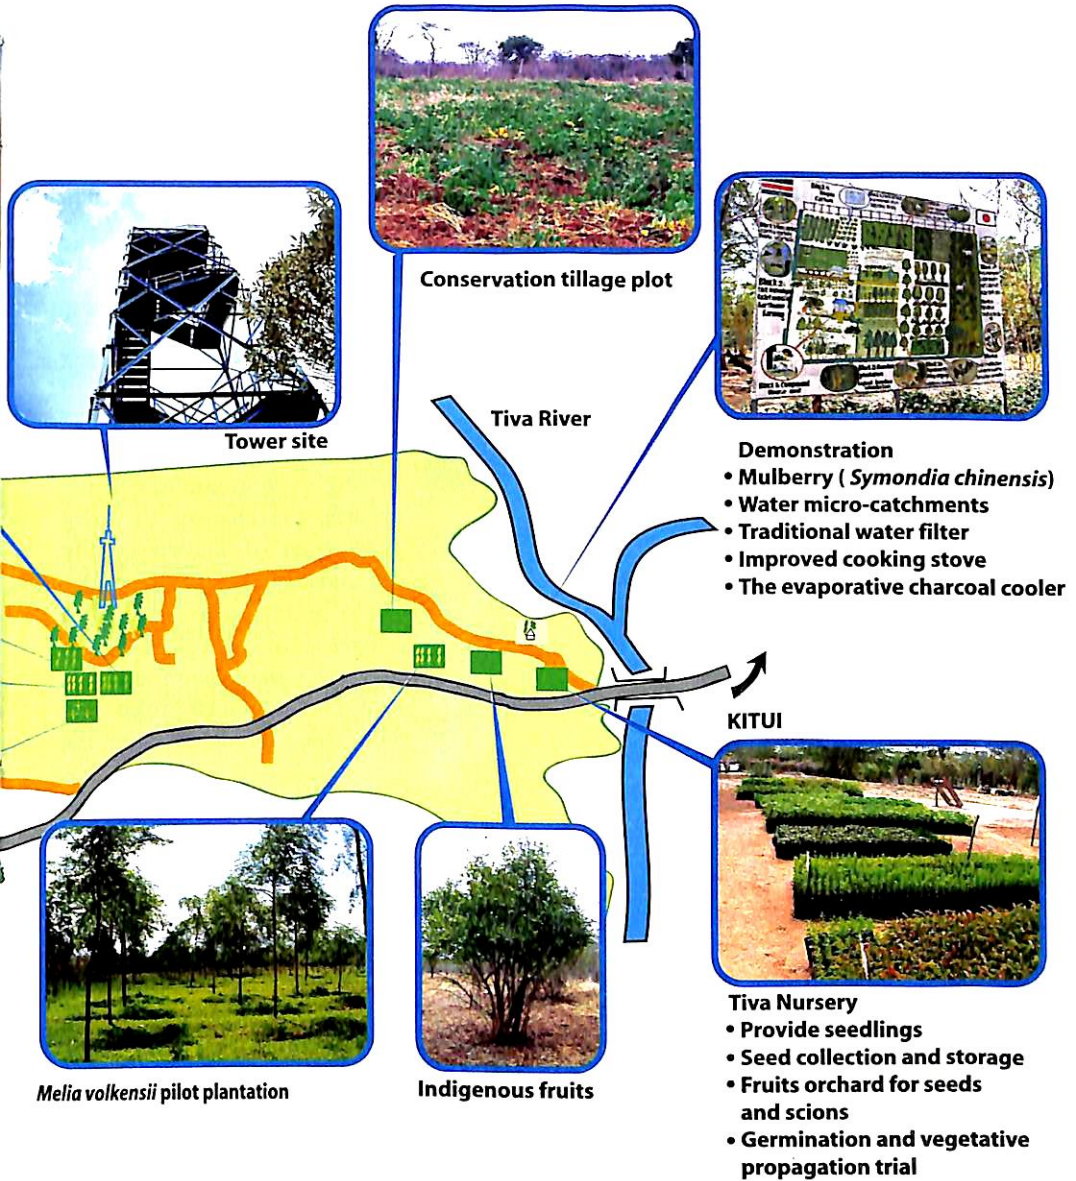 Conservation tillage plot
Tower site
Tiva River
Demonstration
• Mulberry ( Symondia chinensis)
• Water micro-catchments
• Traditional water filter
• Improved cooking stove
• The evaporative charcoal cooler
KITUI
Melia volkensii pilot plantation
Indigenous fruits
Tiva Nursery
• Provide seedlings
• Seed collection and storage
• Fruits orchard for seeds
and scions
• Germination and vegetative
propagation trial